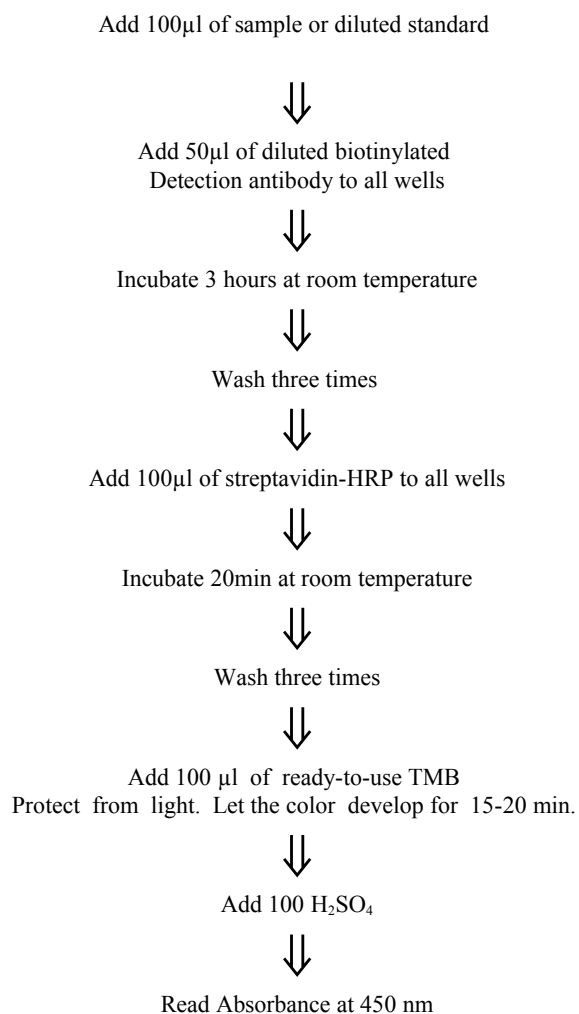 Add 100µl of sample or diluted standard
Add 50µl of diluted biotinylated
Detection antibody to all wells
Incubate 3 hours at room temperature
Wash three times
Add 100µl of streptavidin-HRP to all wells
Incubate 20min at room temperature
Wash three times
Add 100 µl of ready-to-use TMB
Protect from light. Let the color develop for 15-20 min.
Add 100 H₂SO₄
Read Absorbance at 450 nm